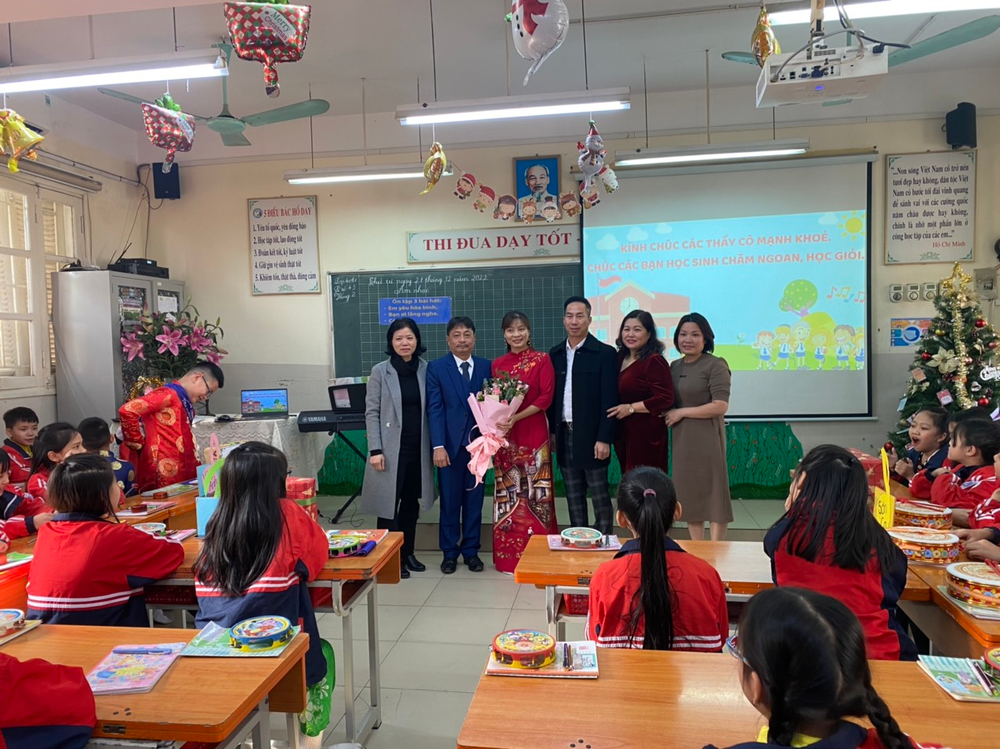 Merry
Christmas
5 ĐIỀU BÁC HỒ DẠY
1. Yêu tổ quốc, yêu đồng bào
2. Học tập tốt, lao động tốt
3. Đoàn kết tốt, kỷ luật tốt
4. Giữ gìn vệ sinh thật tốt
5. Khiêm tốn, thật thà, dũng cảm
THI ĐUA DẠY TỐT
Thứ tư ngày 21 tháng 12 năm 2022
Âm nhạc
Ôn tập 3 bài hát:
- Em yêu hòa bình,
- Bạn ơi lắng nghe,
KÍNH CHÚC CÁC THẦY CÔ MẠNH KHOẺ.
CHÚC CÁC BẠN HỌC SINH CHĂM NGOAN, HỌC GIỎI.
"...Non sông Việt Nam có trở nên
tươi đẹp hay không, dân tộc Việt
Nam có bước tới đài vinh quang
để sánh vai với các cường quốc
năm châu được hay không,
chính là nhờ một phần lớn ở
công học tập của các em..."
Hồ Chí Minh
YAMAHA